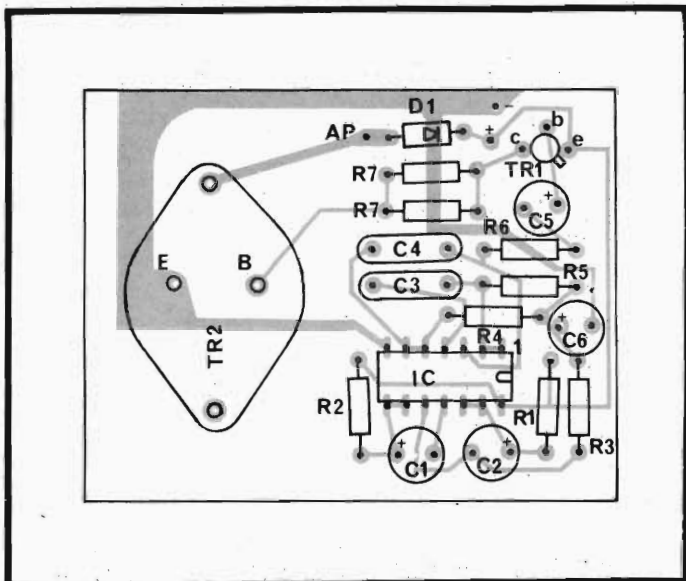 D1
-
AP
+
b
c
e
TR1
R7
+
C5
R7
R6
C4
E
B
R5
C3
+
R4
C6
TR2
1
IC
R2
R1
R3
+
C1
+
C2